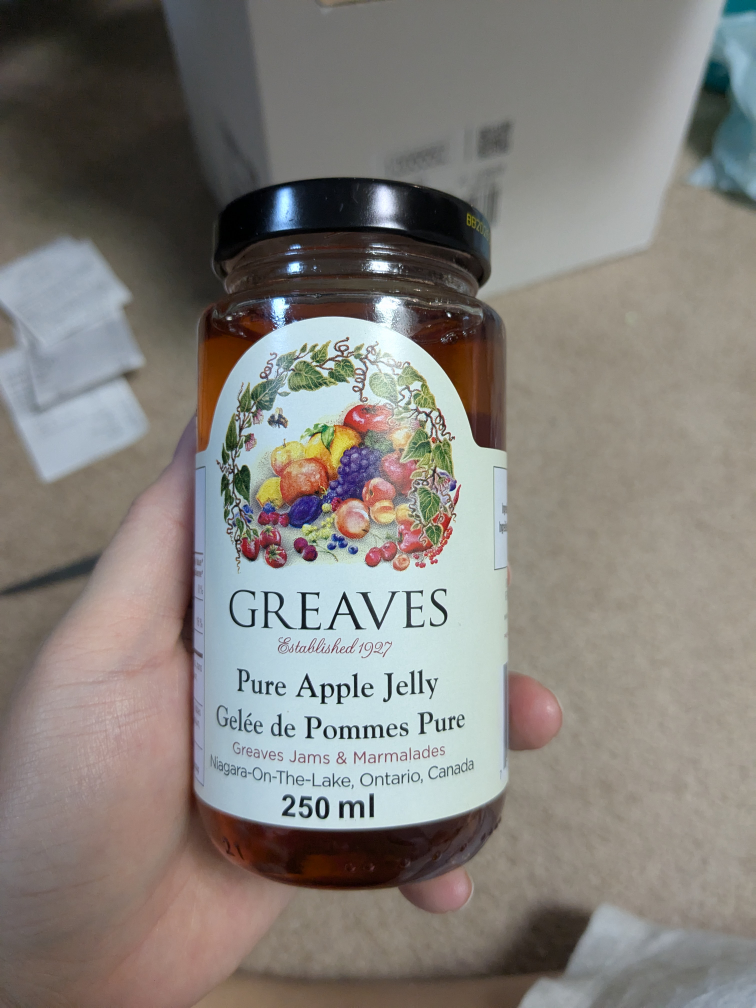 GREAVES
Established 1927
Pure Apple Jelly
Gelée de Pommes Pure
Greaves Jams & Marmalades
Niagara-On-The-Lake, Ontario, Canada
250 ml